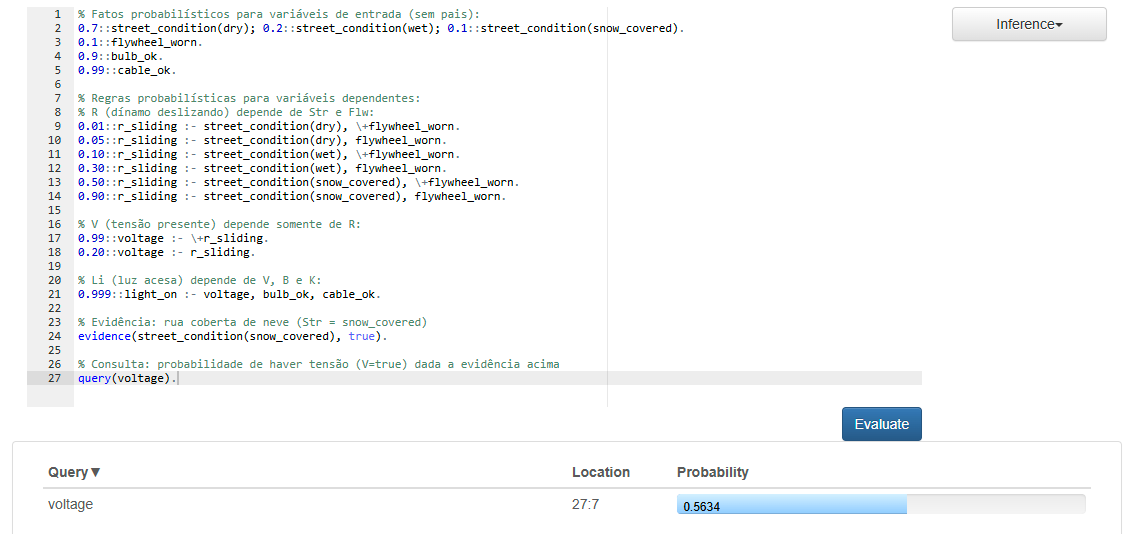 1 % Fatos probabilísticos para variáveis de entrada (sem pais):
2 0.7::street_condition(dry); 0.2::street_condition(wet); 0.1::street_condition(snow_covered).
3 0.1::flywheel_worn.
4 0.9::bulb_ok.
5 0.99::cable_ok.
6
7 % Regras probabilísticas para variáveis dependentes:
8 % R (dínamo deslizando) depende de Str e Flw:
9 0.01::r_sliding :- street_condition(dry), \+flywheel_worn.
10 0.05::r_sliding :- street_condition(dry), flywheel_worn.
11 0.10::r_sliding :- street_condition(wet), \+flywheel_worn.
12 0.30::r_sliding :- street_condition(wet), flywheel_worn.
13 0.50::r_sliding :- street_condition(snow_covered), \+flywheel_worn.
14 0.90::r_sliding :- street_condition(snow_covered), flywheel_worn.
15
16 % V (tensão presente) depende somente de R:
17 0.99::voltage :- \+r_sliding.
18 0.20::voltage :- r_sliding.
19
20 % Li (luz acesa) depende de V, B e K:
21 0.999::light_on :- voltage, bulb_ok, cable_ok.
22
23 % Evidência: rua coberta de neve (Str = snow_covered)
24 evidence(street_condition(snow_covered), true).
25
26 % Consulta: probabilidade de haver tensão (V=true) dada a evidência acima
27 query(voltage).
Inference▾
Evaluate
Query▼ Location Probability
voltage 27:7 0.5634